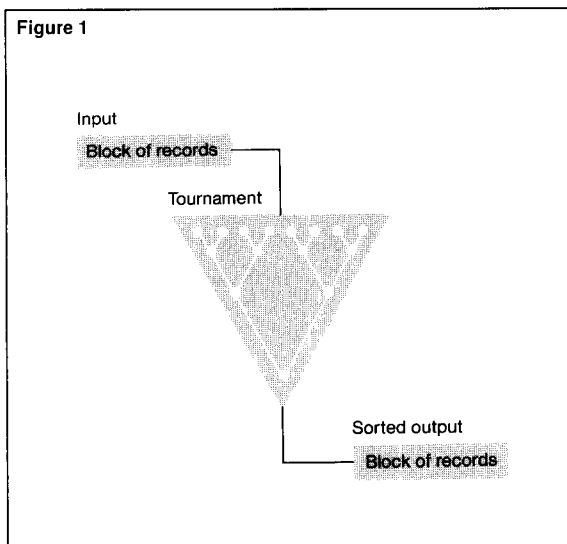 Figure 1
Input
Block of records
Tournament
Sorted output
Block of records